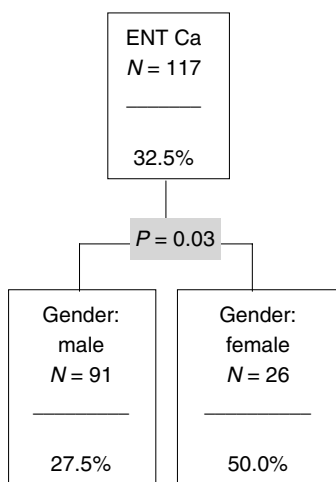 ENT Ca
N = 117
32.5%
P = 0.03
Gender:
male
N = 91
27.5%
Gender:
female
N = 26
50.0%